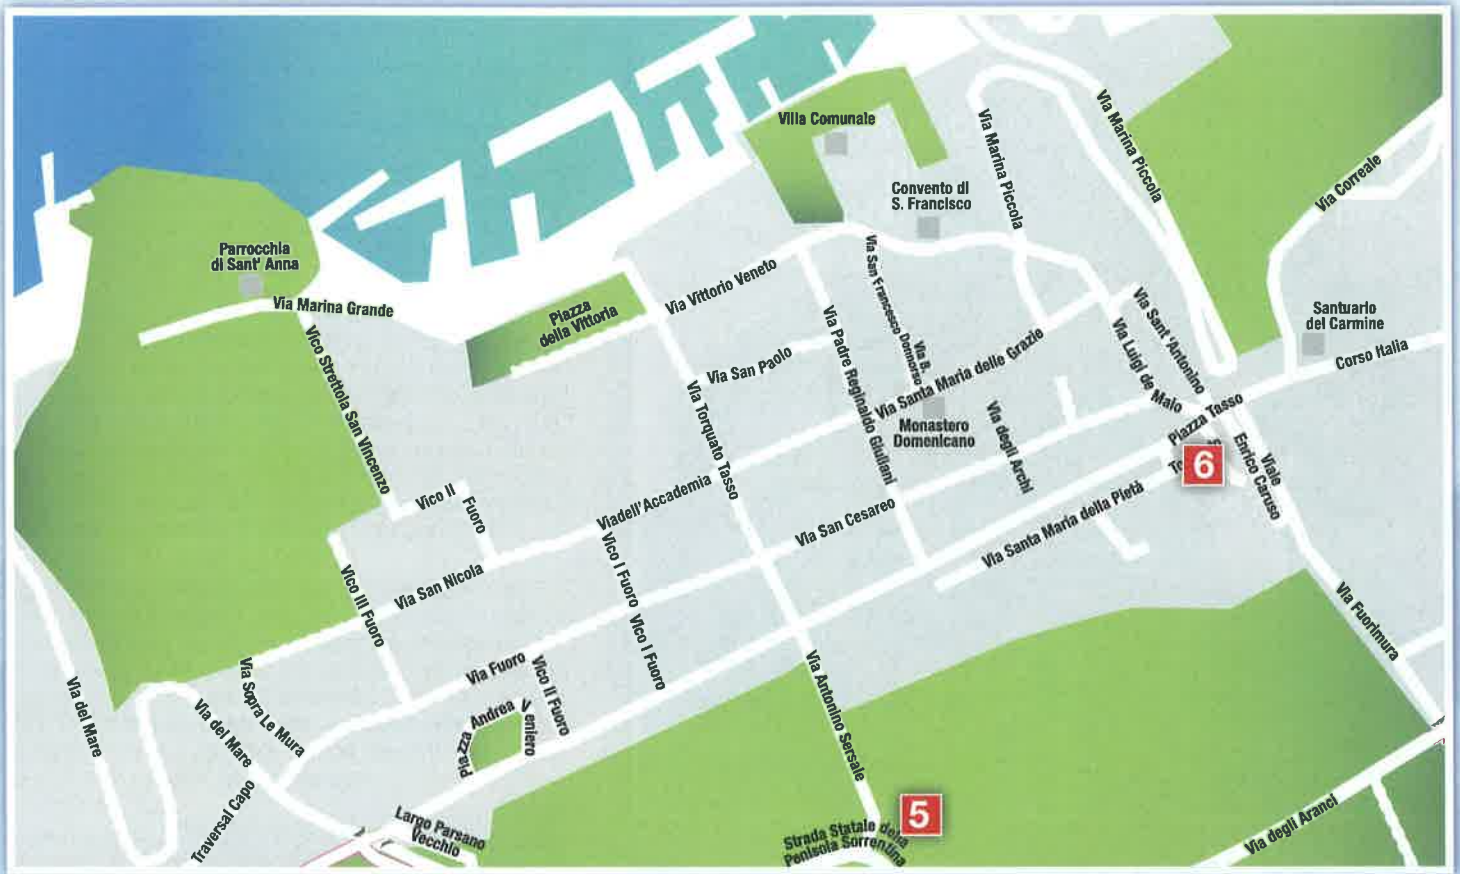 Villa Comunale
Via Marina Piccola
Via Marina Piccola
Via Correale
Convento di
S. Francisco
Parrocchia
di Sant' Anna
Via Marina Grande
Piazza
della Vittoria
Via Vittorio Veneto
Via San Francesco
Donnorso
Via B.
Via Sant'Antonino
Santuario
del Carmine
Corso Italia
Vico Strettola San Vincenzo
Via San Paolo
Via Padre Reginaldo Giuliani
Via Santa Maria delle Grazie
Via Luigi de Maio
Via Torquato Tasso
Monastero
Domenicano
Via degli Archi
Piazza Tasso
6
Viale
Enrico Caruso
Vico II
Fuoro
Viadell'Accademia
Via San Cesareo
Via Santa Maria della Pietà
Via San Nicola
Vico III Fuoro
Vico I Fuoro
Vico I Fuoro
Via Fuorimura
Via Sopra Le Mura
Via Fuoro
Vico II Fuoro
Via del Mare
Via del Mare
Piazza Andrea Veniero
Via Antonino Sersale
Traversal Capo
Largo Parsano
Vecchio
5
Strada Statale della
Penisola Sorrentina
Via degli Aranci